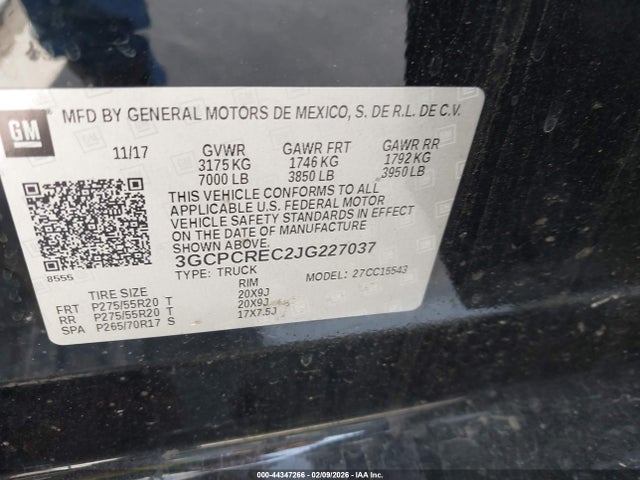 GM
MFD BY GENERAL MOTORS DE MEXICO, S. DE R.L. DE C.V.
11/17 GVWR GAWR FRT GAWR RR
3175 KG 1746 KG 1792 KG
7000 LB 3850 LB 3950 LB
THIS VEHICLE CONFORMS TO ALL
APPLICABLE U.S. FEDERAL MOTOR
VEHICLE SAFETY STANDARDS IN EFFECT
ON THE DATE OF MANUFACTURE
SHOWN ABOVE.
3GCPCREC2JG227037
8555
TYPE: TRUCK MODEL: 27CC15543
TIRE SIZE RIM
FRT P275/55R20 T 20X9J
RR P275/55R20 T 20X9J
SPA P265/70R17 S 17X7.5J
000-44347266 - 02/09/2026 - IAA Inc.